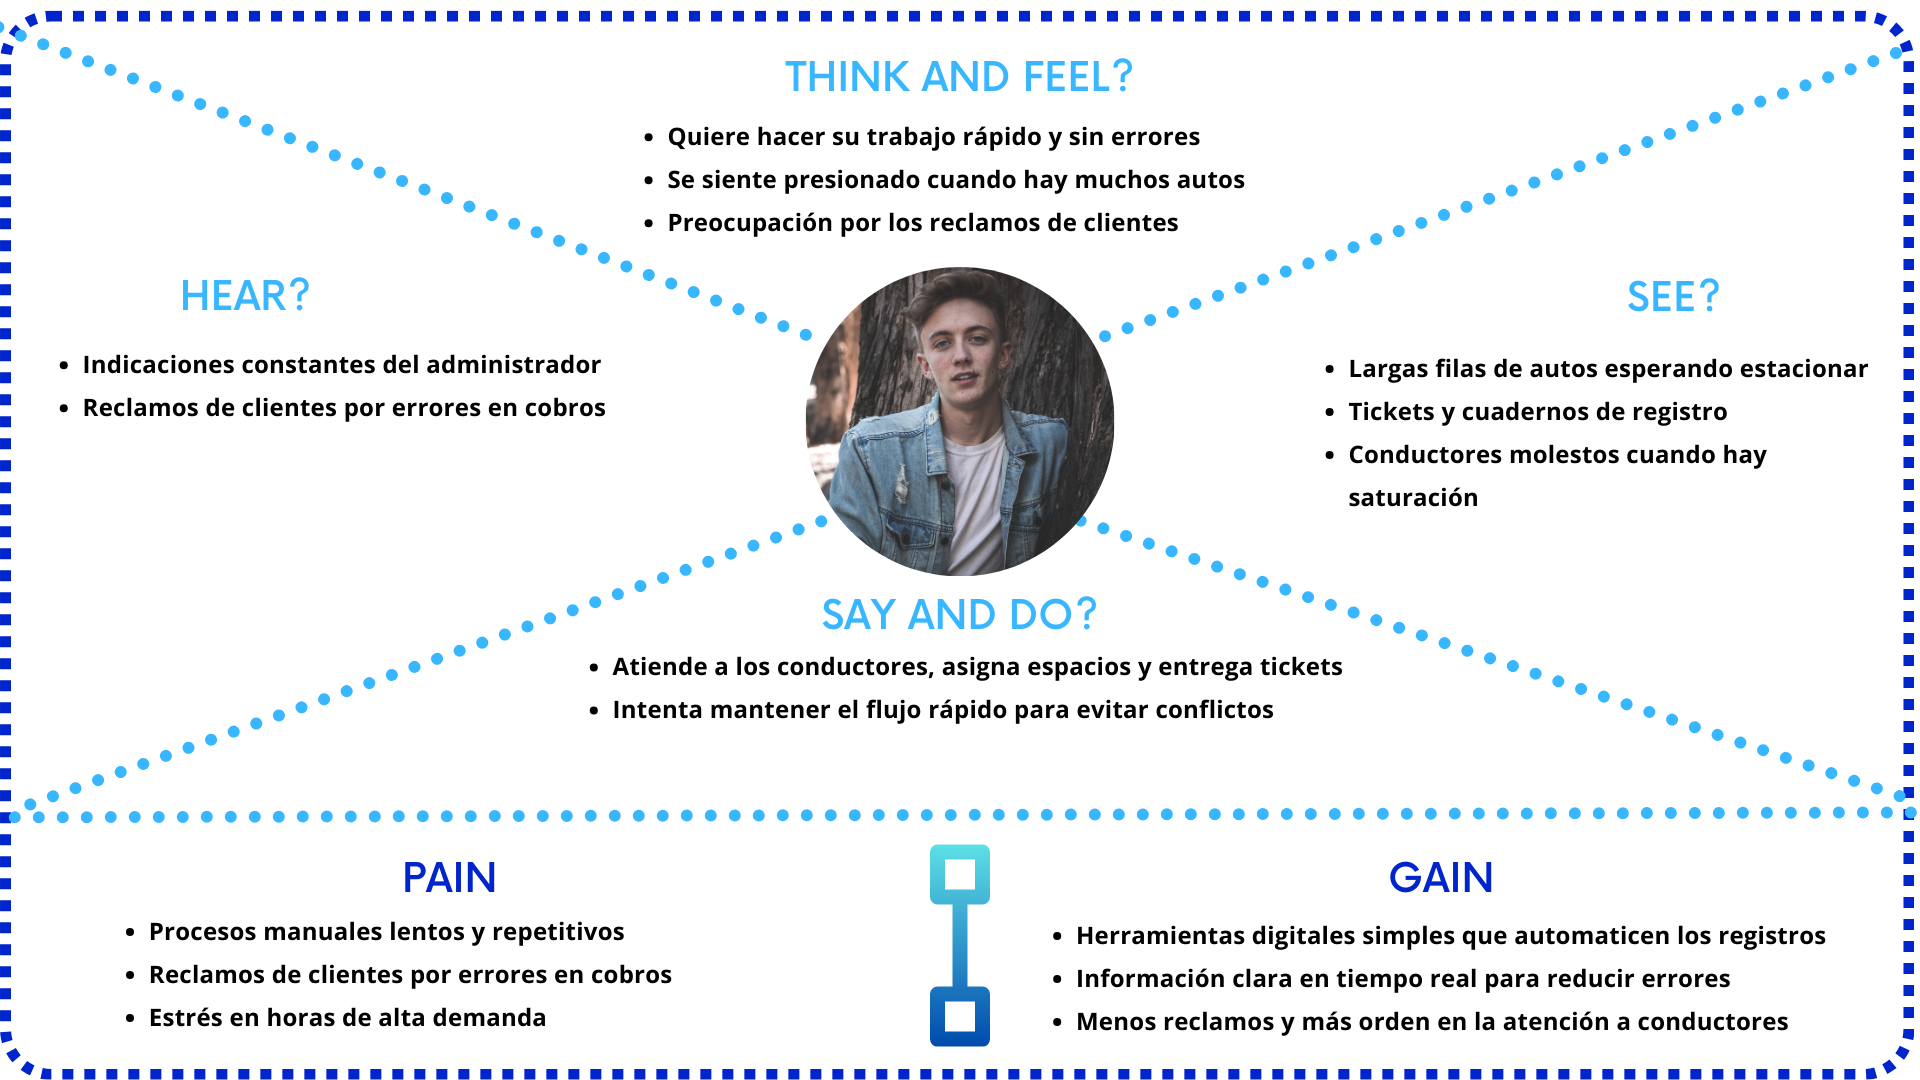 THINK AND FEEL?
Quiere hacer su trabajo rápido y sin errores
Se siente presionado cuando hay muchos autos
Preocupación por los reclamos de clientes
HEAR?
Indicaciones constantes del administrador
Reclamos de clientes por errores en cobros
SEE?
Largas filas de autos esperando estacionar
Tickets y cuadernos de registro
Conductores molestos cuando hay
saturación
SAY AND DO?
Atiende a los conductores, asigna espacios y entrega tickets
Intenta mantener el flujo rápido para evitar conflictos
PAIN
Procesos manuales lentos y repetitivos
Reclamos de clientes por errores en cobros
Estrés en horas de alta demanda
GAIN
Herramientas digitales simples que automaticen los registros
Información clara en tiempo real para reducir errores
Menos reclamos y más orden en la atención a conductores